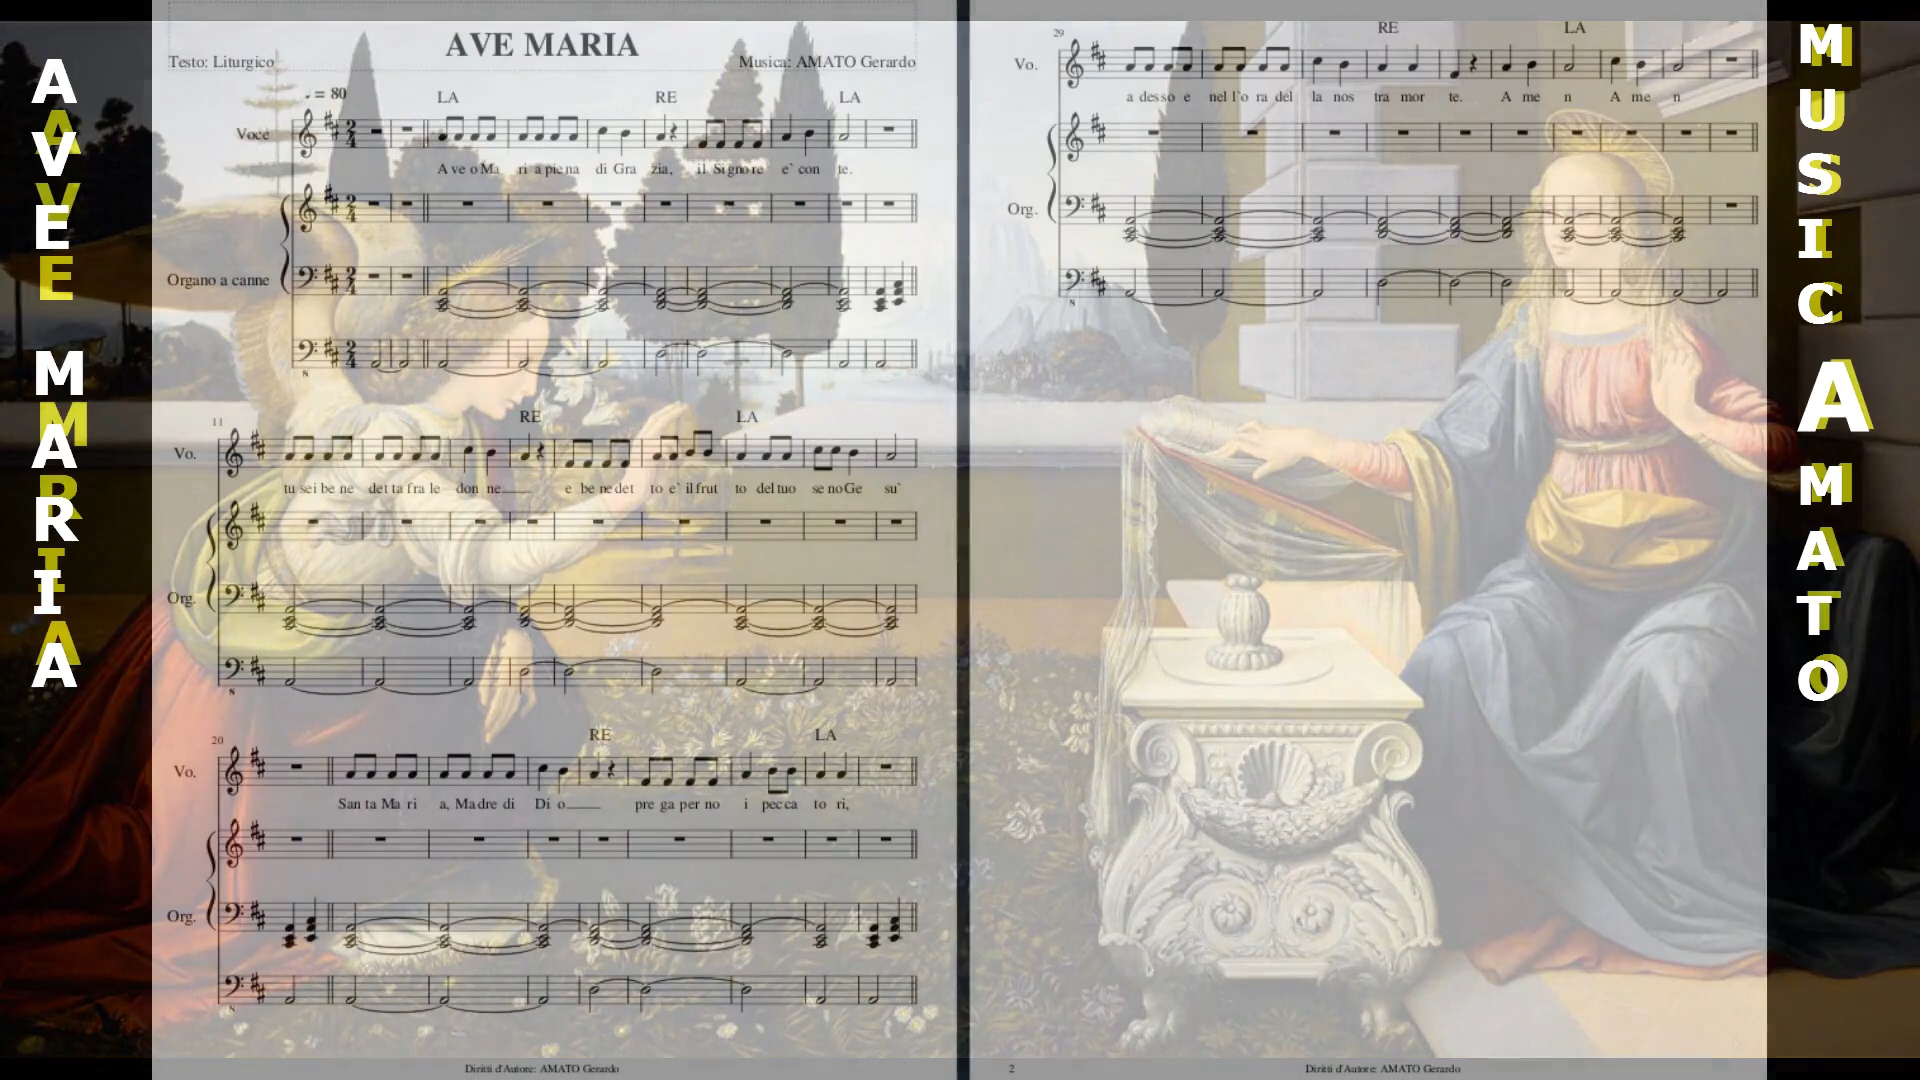 AVE MARIA
AVE MARIA
Testo: Liturgico
Musica: AMATO Gerardo
♩ = 80
LA RE LA
Voce
A ve o Ma ri a pie na di Gra zia, il Si gno re e` con te.
Organo a canne
11
RE LA
Vo.
tu sei be ne det ta fra le don ne e be ne det to e` il frut to del tuo se no Ge su`
Org.
20
RE LA
Vo.
San ta Ma ri a, Ma dre di Di o pre ga per no i pec ca to ri,
Org.
Diritti d'Autore: AMATO Gerardo
29
RE LA
Vo.
a des so e nel l'o ra del la nos tra mor te. A me n A me n
Org.
2
Diritti d'Autore: AMATO Gerardo
MUSIC AMATO